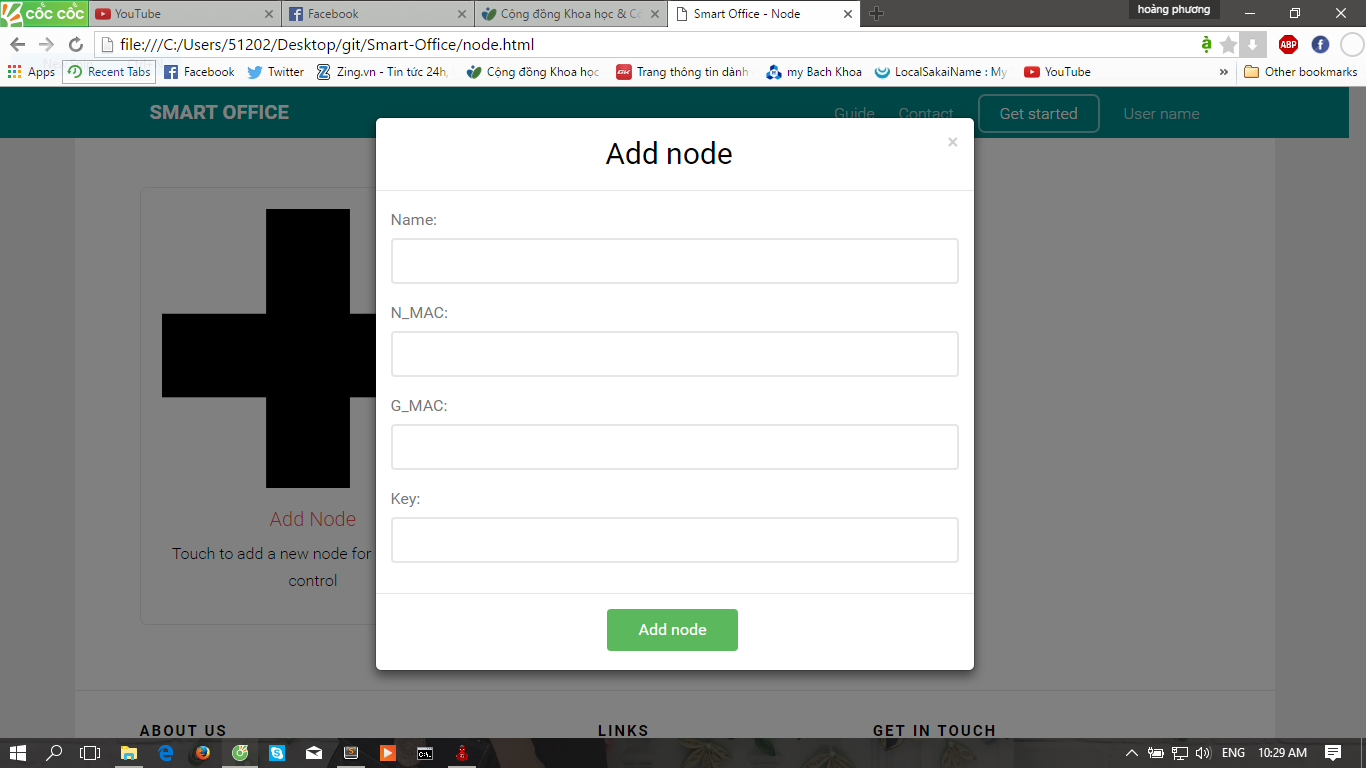 cốc cốc
YouTube
Facebook
Cộng đồng Khoa học & Cô
Smart Office - Node
hoàng phương
file:///C:/Users/51202/Desktop/git/Smart-Office/node.html
ABP
Apps
Recent Tabs
Facebook
Twitter
Zing.vn - Tin tức 24h,
Cộng đồng Khoa học
Trang thông tin dành
my Bach Khoa
LocalSakaiName : My
YouTube
»
Other bookmarks
SMART OFFICE
Guide
Contact
Get started
User name
Add node
×
Name:
N_MAC:
G_MAC:
Key:
Add node
Add Node
Touch to add a new node for
control
ABOUT US
LINKS
GET IN TOUCH
ENG
10:29 AM